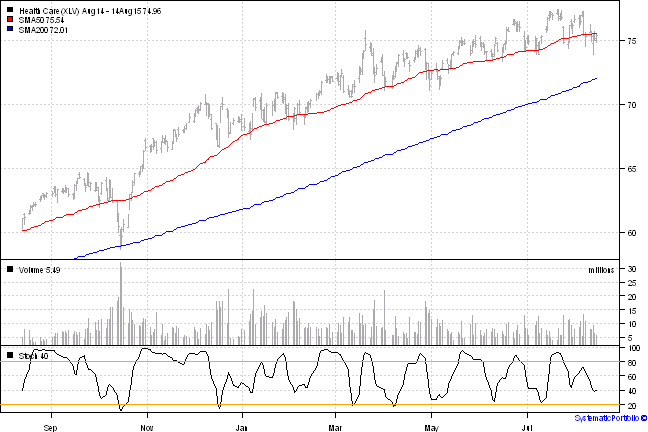 Health Care (XLV) Aug 14 - 14Aug15 74.96
SMA50 75.54
SMA200 72.01
75
70
65
60
Volume 5.49
millions
30
25
20
15
10
5
Stoch 40
100
80
60
40
20
Sep Nov Jan Mar May Jul
SystematicPortfolio ©